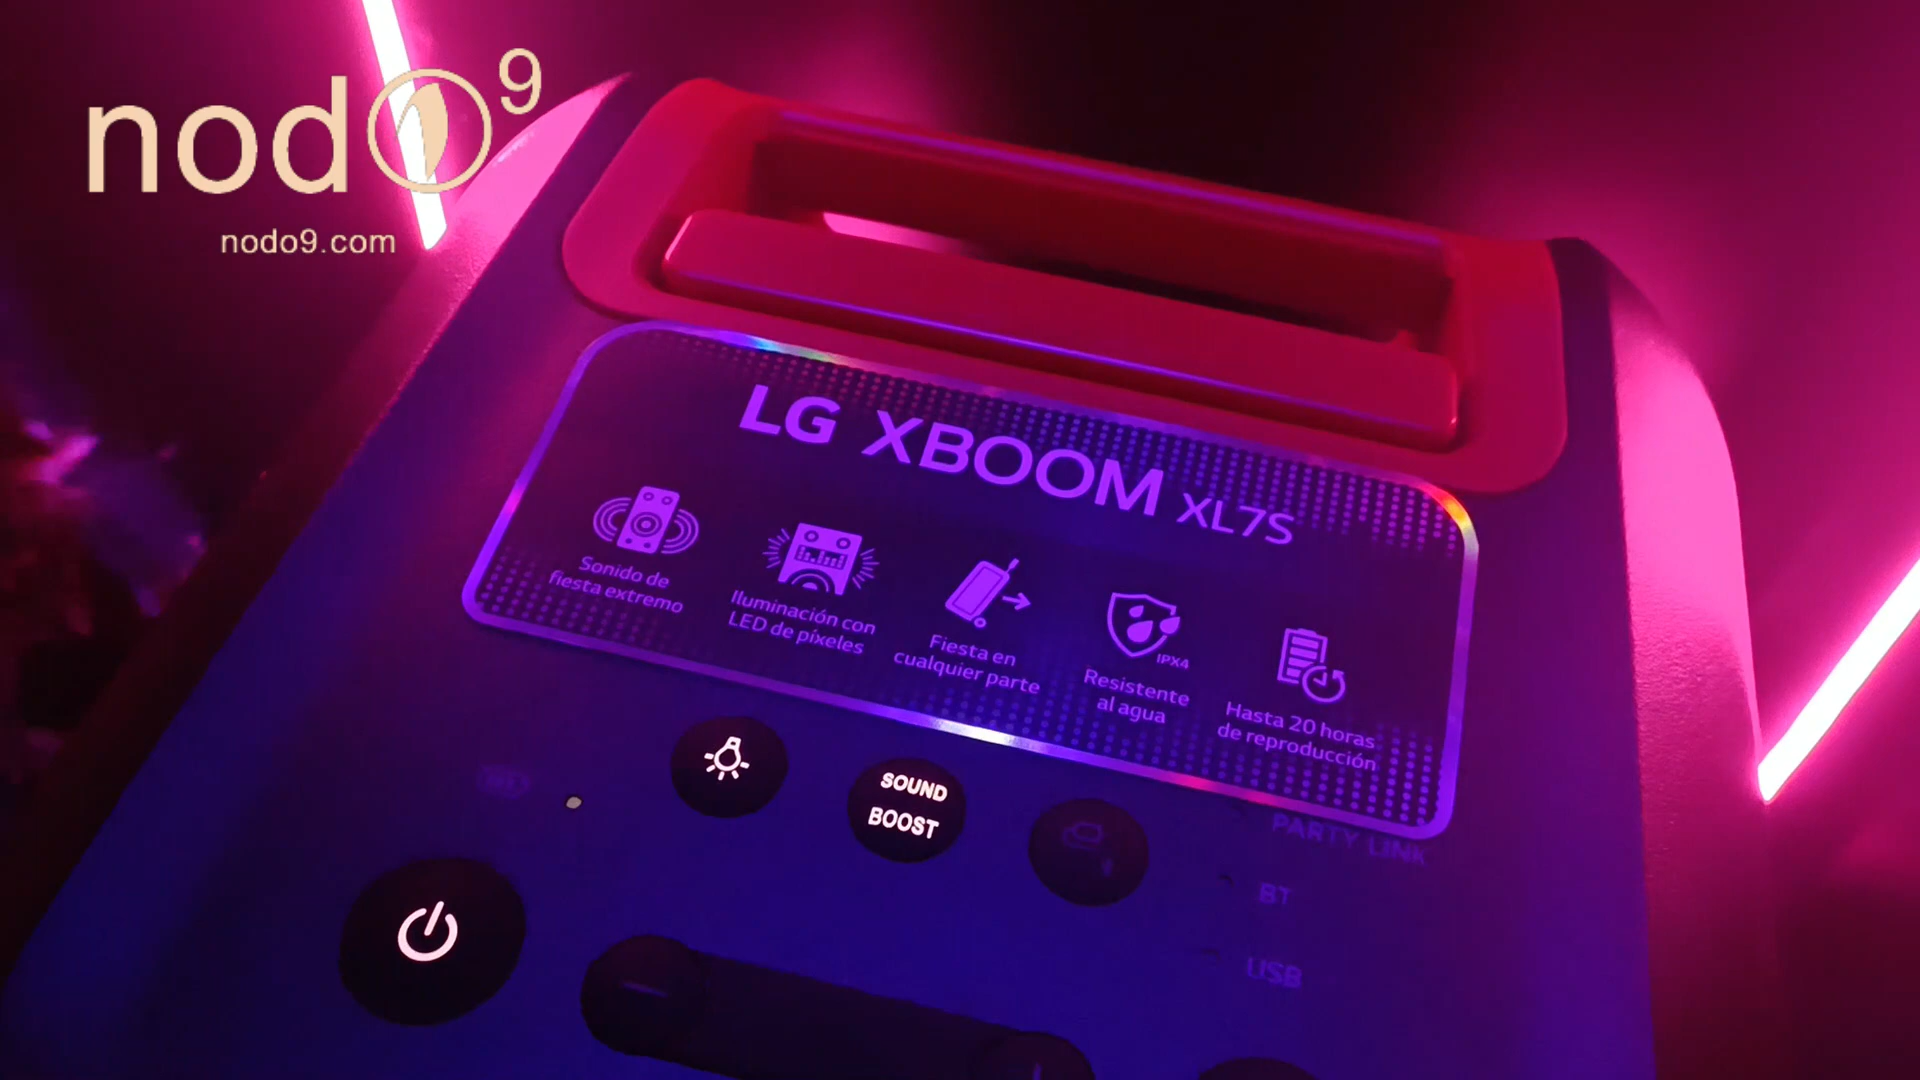 nodo9
nodo9.com
LG XBOOM XL7S
Sonido de
fiesta extremo
Iluminación con
LED de píxeles
Fiesta en
cualquier parte
IPX4
Resistente
al agua
Hasta 20 horas
de reproducción
SOUND
BOOST
PARTY LINK
BT
USB